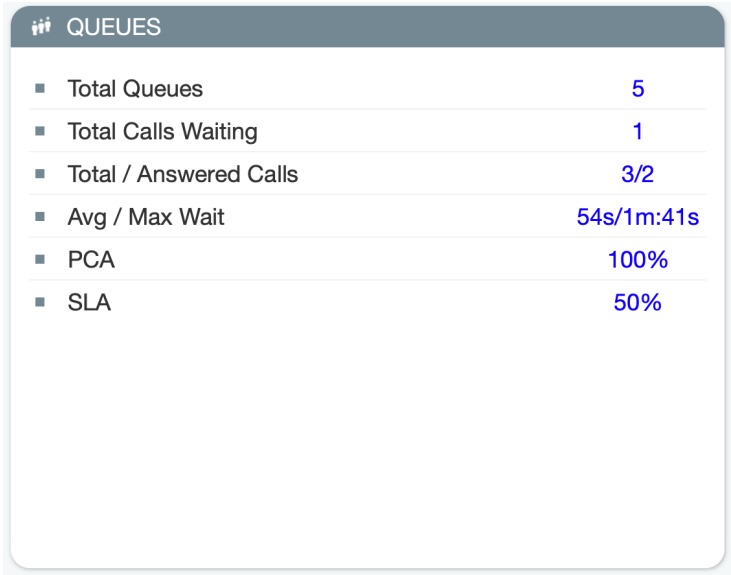 QUEUES
Total Queues 5
Total Calls Waiting 1
Total / Answered Calls 3/2
Avg / Max Wait 54s/1m:41s
PCA 100%
SLA 50%